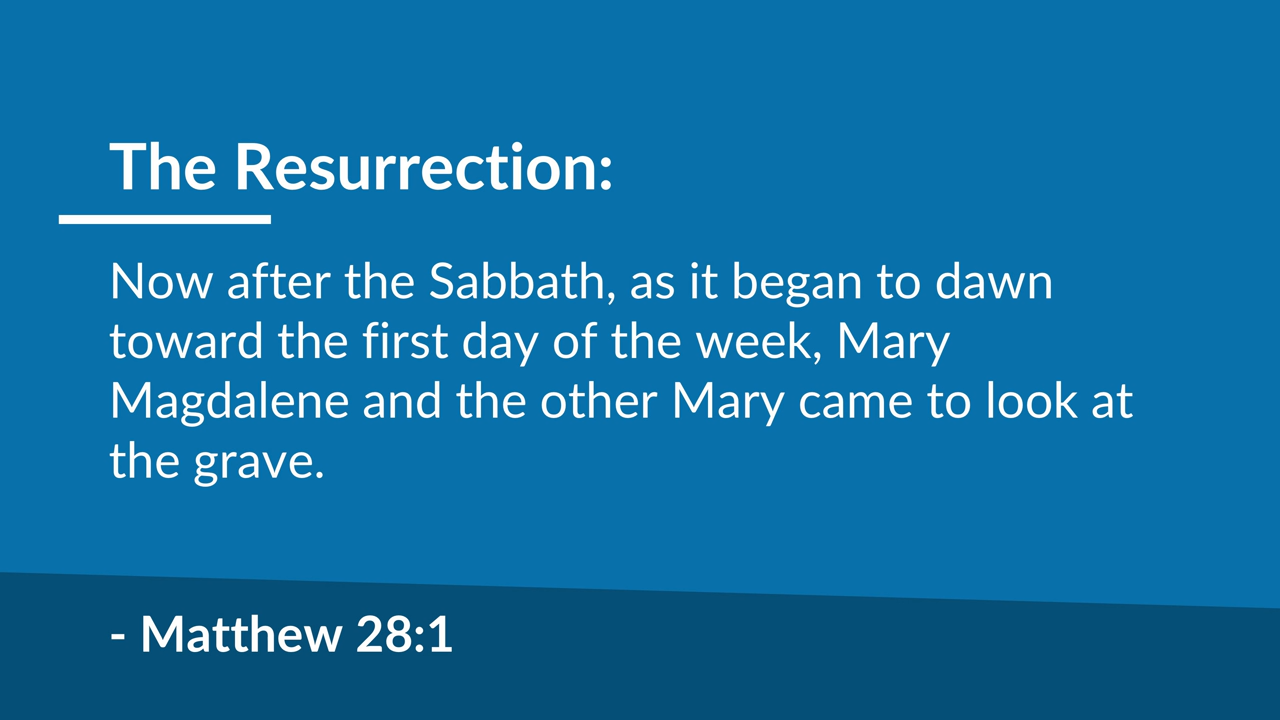 The Resurrection:
Now after the Sabbath, as it began to dawn
toward the first day of the week, Mary
Magdalene and the other Mary came to look at
the grave.
- Matthew 28:1